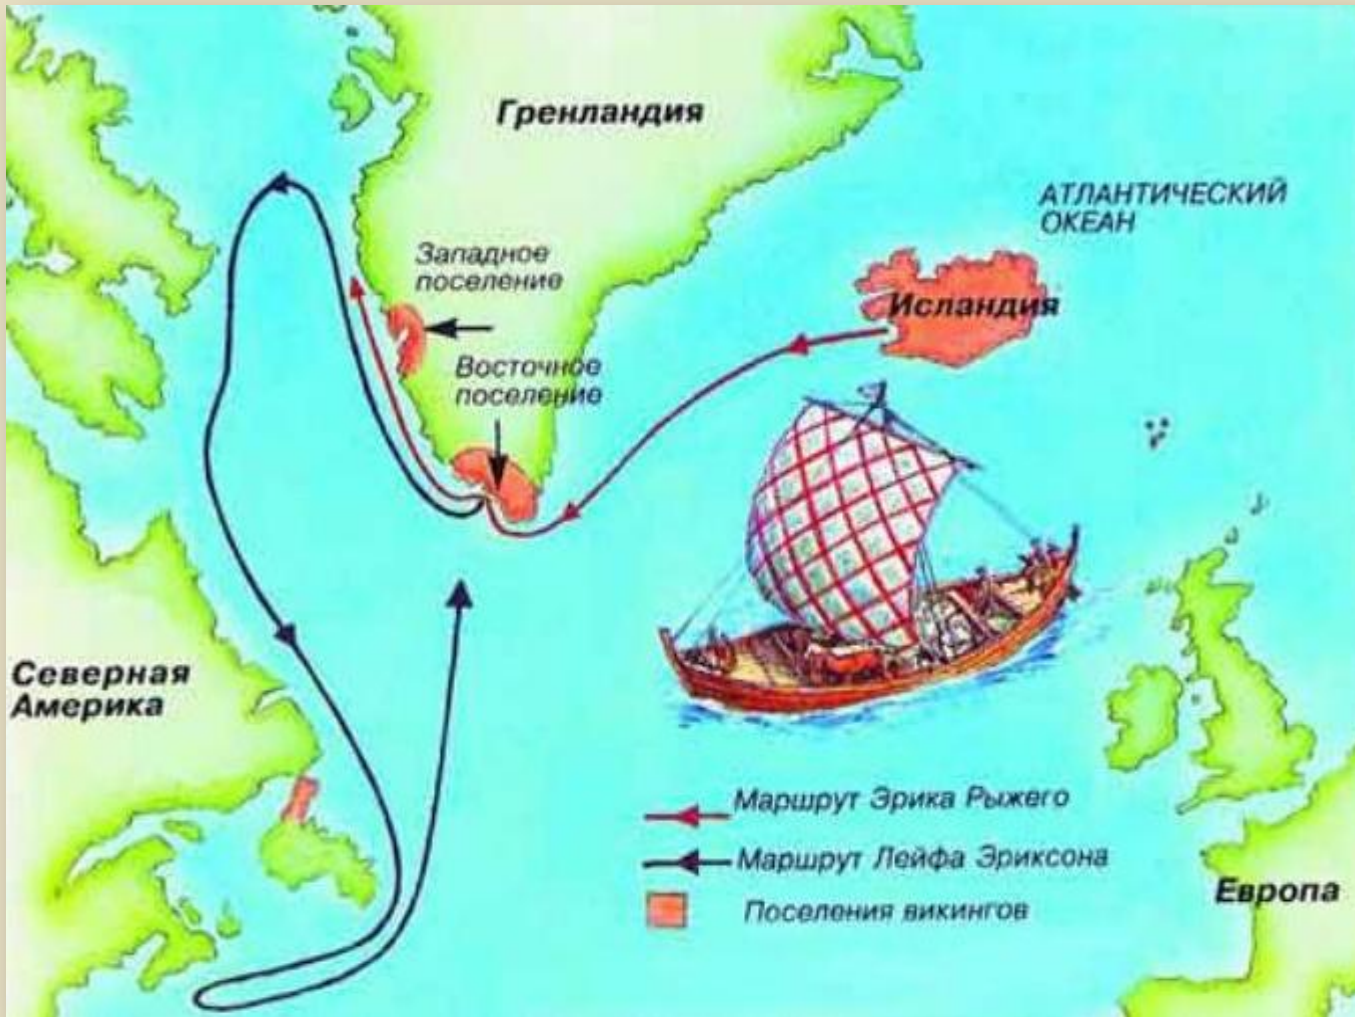 Гренландия
АТЛАНТИЧЕСКИЙ
ОКЕАН
Западное
поселение
Исландия
Восточное
поселение
Северная
Америка
Маршрут Эрика Рыжего
Маршрут Лейфа Эриксона
Поселения викингов
Европа